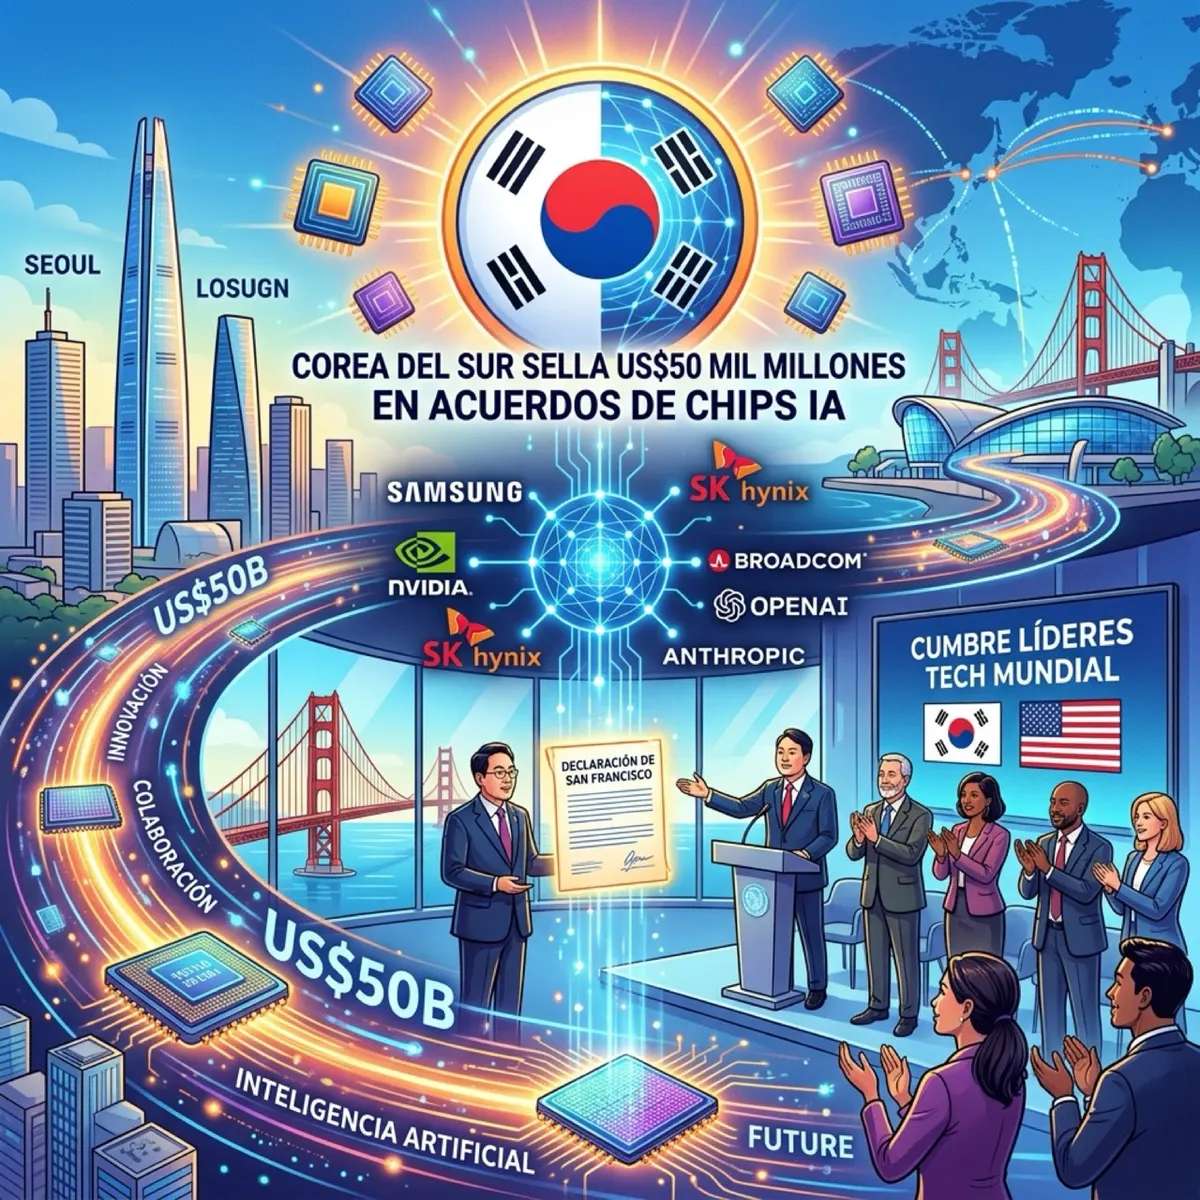 SEOUL
LOSUGN
COREA DEL SUR SELLA US$50 MIL MILLONES
EN ACUERDOS DE CHIPS IA
SAMSUNG
SK hynix
NVIDIA.
BROADCOM
OPENAI
SK hynix
ANTHROPIC
US$50B
INNOVACIÓN
COLABORACIÓN
CUMBRE LÍDERES
TECH MUNDIAL
DECLARACIÓN DE
SAN FRANCISCO
US$50B
INTELIGENCIA ARTIFICIAL
FUTURE